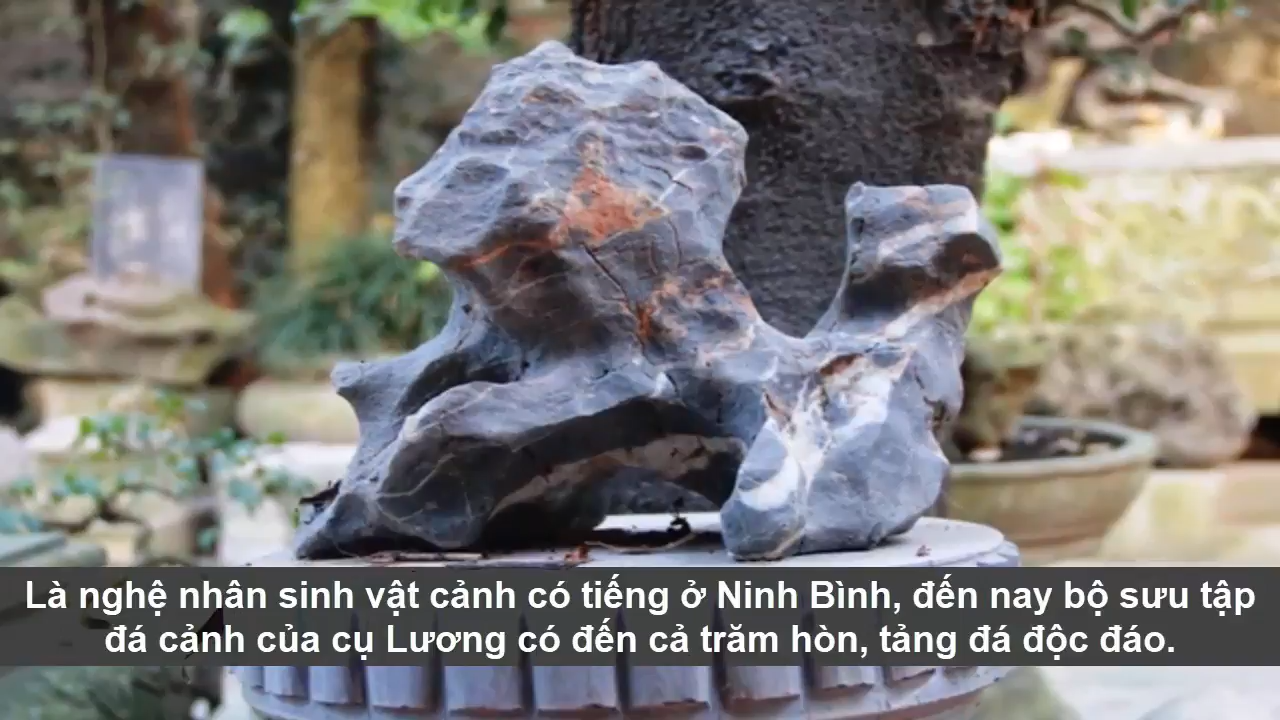 Là nghệ nhân sinh vật cảnh có tiếng ở Ninh Bình, đến nay bộ sưu tập
đá cảnh của cụ Lương có đến cả trăm hòn, tảng đá độc đáo.